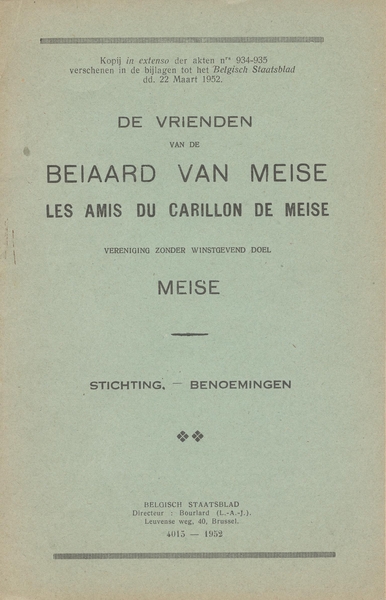 Kopij in extenso der akten nrs 934-935
verschenen in de bijlagen tot het Belgisch Staatsblad
dd. 22 Maart 1952.
DE VRIENDEN
VAN DE
BEIAARD VAN MEISE
LES AMIS DU CARILLON DE MEISE
VERENIGING ZONDER WINSTGEVEND DOEL
MEISE
STICHTING. — BENOEMINGEN
BELGISCH STAATSBLAD
Directeur : Bourlard (L.-A.-J.).
Leuvense weg, 40, Brussel.
4015 — 1952